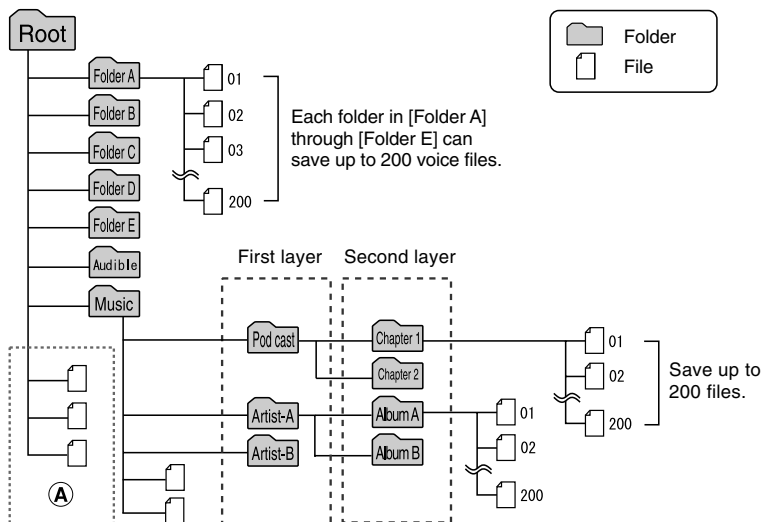 Root
Folder
File
Folder A
01
02
03
200
Each folder in [Folder A]
through [Folder E] can
save up to 200 voice files.
Folder B
Folder C
Folder D
Folder E
Audible
Music
First layer
Second layer
Pod cast
Chapter 1
Chapter 2
01
02
200
Save up to
200 files.
Artist-A
Album A
01
02
200
Artist-B
Album B
A